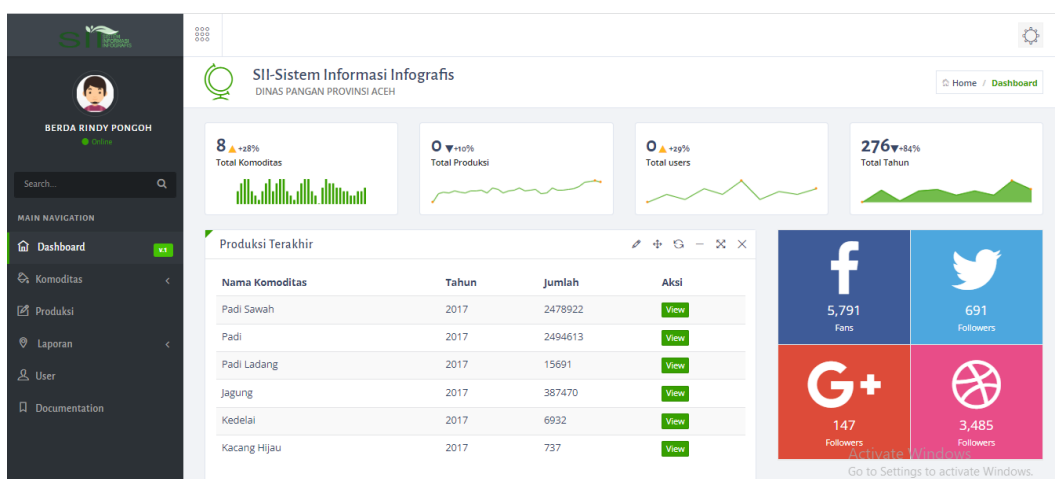 SII
SISTEM
INFORMASI
INFOGRAFIS
BERDA RINDY PONGOH
Online
Search...
MAIN NAVIGATION
Dashboard v.1
Komoditas
Produksi
Laporan
User
Documentation
SII-Sistem Informasi Infografis
DINAS PANGAN PROVINSI ACEH
Home / Dashboard
8 +28%
Total Komoditas
0 +10%
Total Produksi
0 +29%
Total users
276 +84%
Total Tahun
Produksi Terakhir
Nama Komoditas Tahun Jumlah Aksi
Padi Sawah 2017 2478922 View
Padi 2017 2494613 View
Padi Ladang 2017 15691 View
Jagung 2017 387470 View
Kedelai 2017 6932 View
Kacang Hijau 2017 737 View
5,791
Fans
691
Followers
G+
147
Followers
3,485
Followers
Activate Windows
Go to Settings to activate Windows.